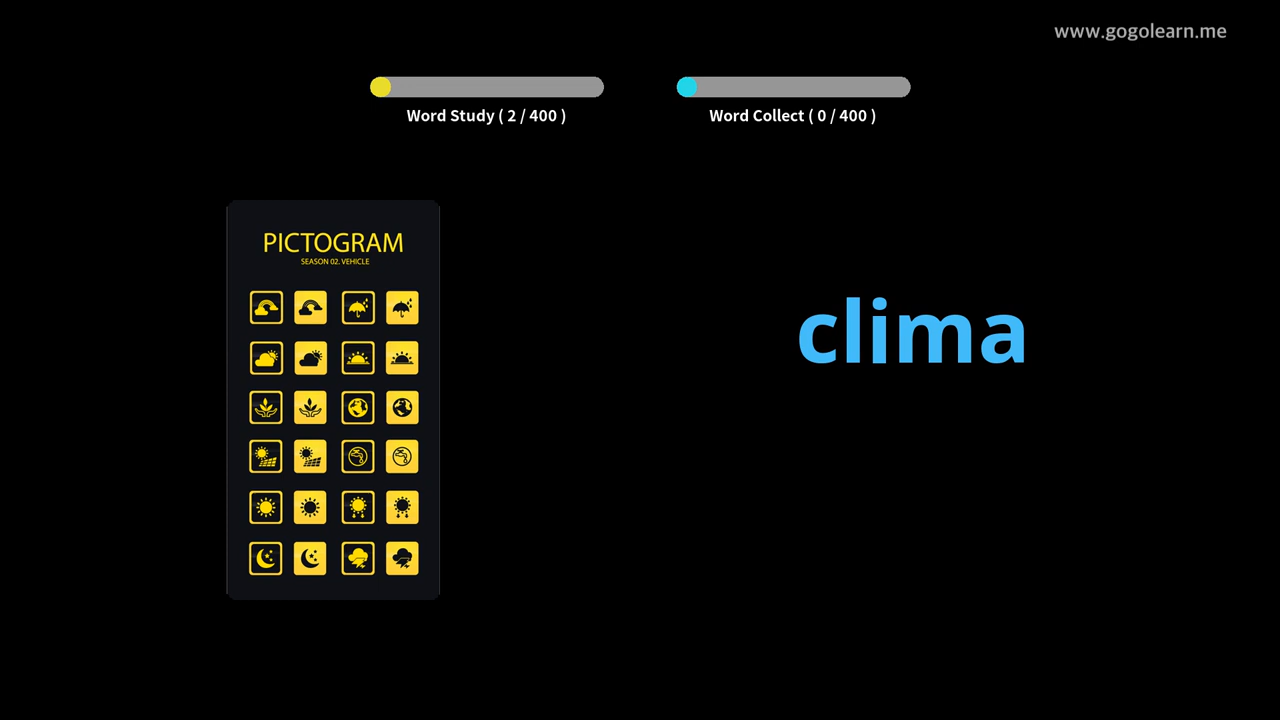 www.gogolearn.me
Word Study ( 2 / 400 )
Word Collect ( 0 / 400 )
PICTOGRAM
SEASON 02. VEHICLE
clima